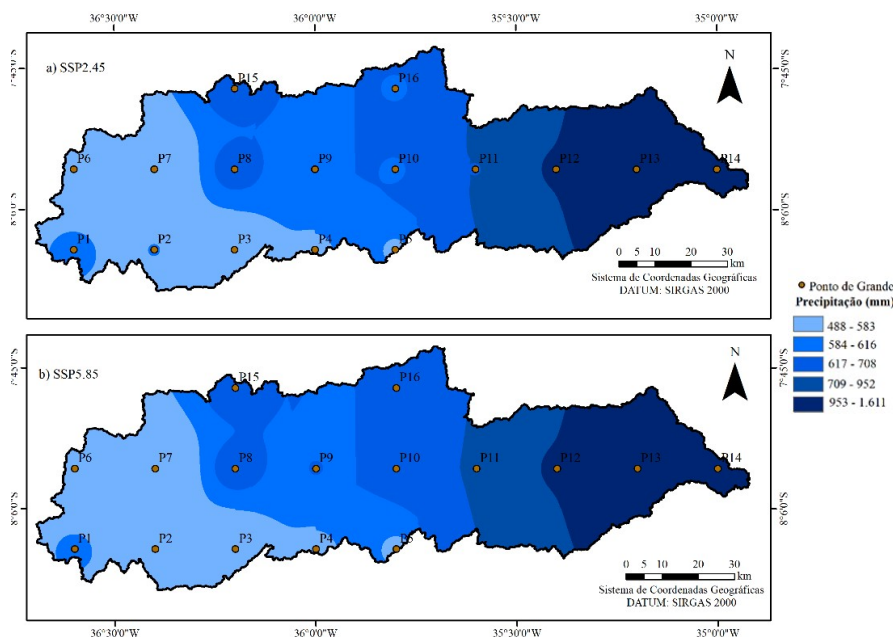 36°30'0"W 36°0'0"W 35°30'0"W 35°0'0"W
a) SSP2.45
N
7°45'0"S
7°45'0"S
P15
P16
P6 P7 P8 P9 P10 P11 P12 P13 P14
8°6'0"S
8°6'0"S
P1 P2 P3 P4 P5
0 5 10 20 30
km
Sistema de Coordenadas Geográficas
DATUM: SIRGAS 2000
Ponto de Grande
Precipitação (mm)
488 - 583
584 - 616
617 - 708
709 - 952
953 - 1.611
b) SSP5.85
N
7°45'0"S
7°45'0"S
P15
P16
P6 P7 P8 P9 P10 P11 P12 P13 P14
8°6'0"S
8°6'0"S
P1 P2 P3 P4 P5
0 5 10 20 30
km
Sistema de Coordenadas Geográficas
DATUM: SIRGAS 2000
36°30'0"W 36°0'0"W 35°30'0"W 35°0'0"W